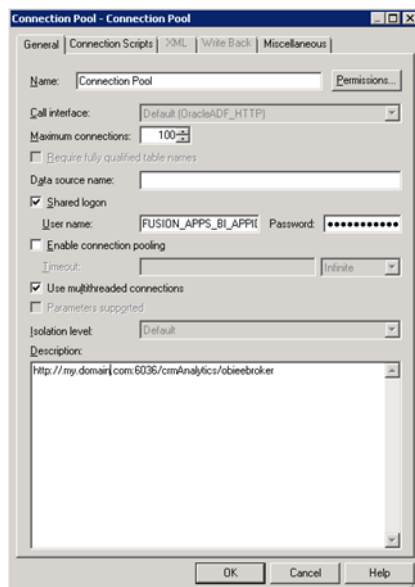 Connection Pool - Connection Pool
General Connection Scripts XML Write Back Miscellaneous
Name: Connection Pool Permissions...
Call interface: Default (OracleADF_HTTP)
Maximum connections: 100
Require fully qualified table names
Data source name:
Shared logon
User name: FUSION_APPS_BI_APPID Password: ●●●●●●●●●●●
Enable connection pooling
Timeout: Infinite
Use multithreaded connections
Parameters supported
Isolation level: Default
Description:
http://my.domain.com:6036/crmAnalytics/obieebroker
OK Cancel Help